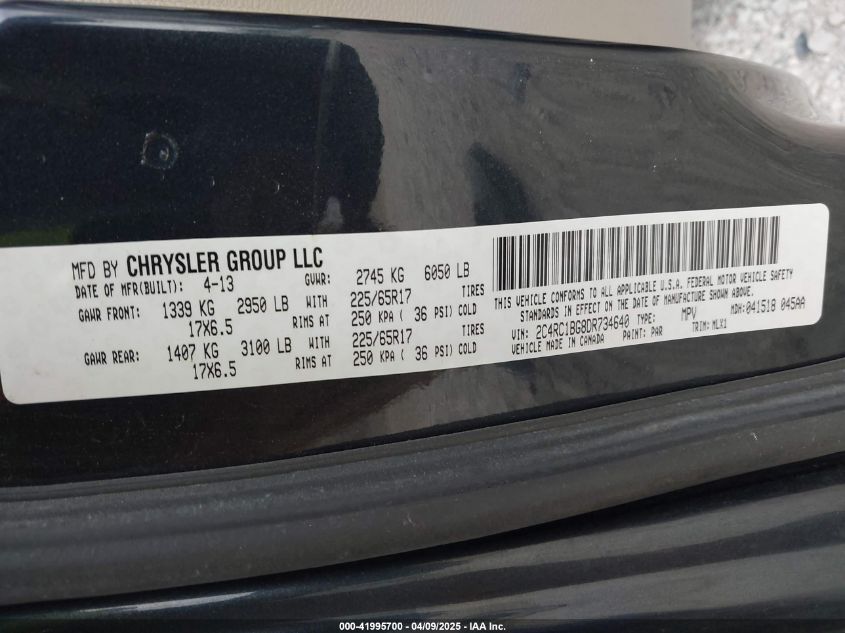 MFD BY CHRYSLER GROUP LLC
DATE OF MFR(BUILT): 4-13 GVWR: 2745 KG 6050 LB
GAWR FRONT: 1339 KG 2950 LB WITH 225/65R17 TIRES
17X6.5 RIMS AT 250 KPA ( 36 PSI) COLD
GAWR REAR: 1407 KG 3100 LB WITH 225/65R17 TIRES
17X6.5 RIMS AT 250 KPA ( 36 PSI) COLD
THIS VEHICLE CONFORMS TO ALL APPLICABLE U.S.A. FEDERAL MOTOR VEHICLE SAFETY
STANDARDS IN EFFECT ON THE DATE OF MANUFACTURE SHOWN ABOVE.
VIN: 2C4RC1BG8DR734640 TYPE: MPV MDH: 041518 045AA
VEHICLE MADE IN CANADA PAINT: PAR TRIM: MLX1
000-41995700 - 04/09/2025 - IAA Inc.